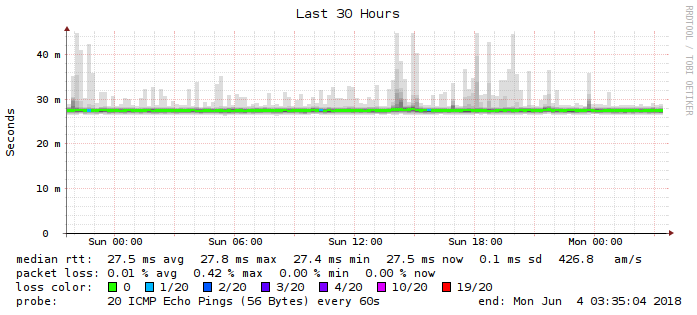 Last 30 Hours
RRDTOOL / TOBI OETIKER
Seconds
40 m
30 m
20 m
10 m
0
Sun 00:00 Sun 06:00 Sun 12:00 Sun 18:00 Mon 00:00
median rtt: 27.5 ms avg 27.8 ms max 27.4 ms min 27.5 ms now 0.1 ms sd 426.8 am/s
packet loss: 0.01 % avg 0.42 % max 0.00 % min 0.00 % now
loss color: 0 1/20 2/20 3/20 4/20 10/20 19/20
probe: 20 ICMP Echo Pings (56 Bytes) every 60s end: Mon Jun 4 03:35:04 2018